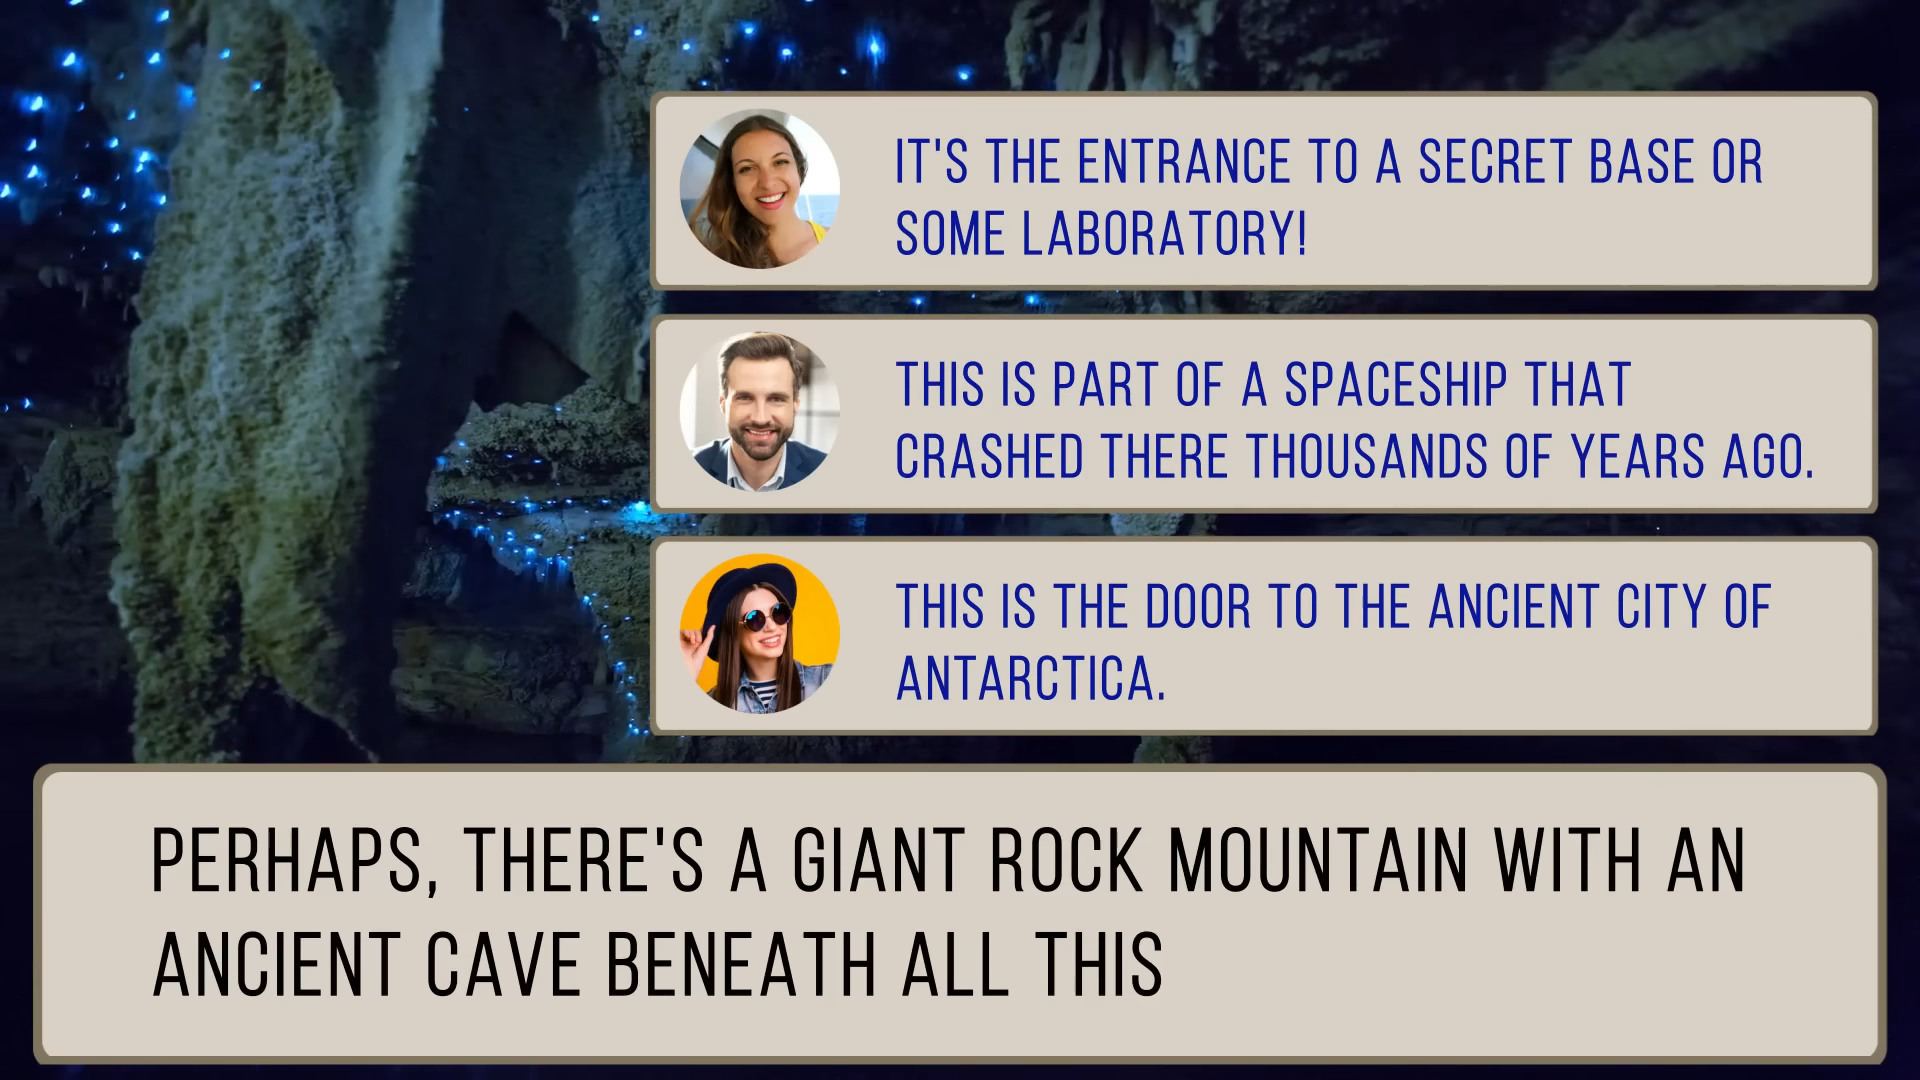 IT'S THE ENTRANCE TO A SECRET BASE OR
SOME LABORATORY!
THIS IS PART OF A SPACESHIP THAT
CRASHED THERE THOUSANDS OF YEARS AGO.
THIS IS THE DOOR TO THE ANCIENT CITY OF
ANTARCTICA.
PERHAPS, THERE'S A GIANT ROCK MOUNTAIN WITH AN
ANCIENT CAVE BENEATH ALL THIS